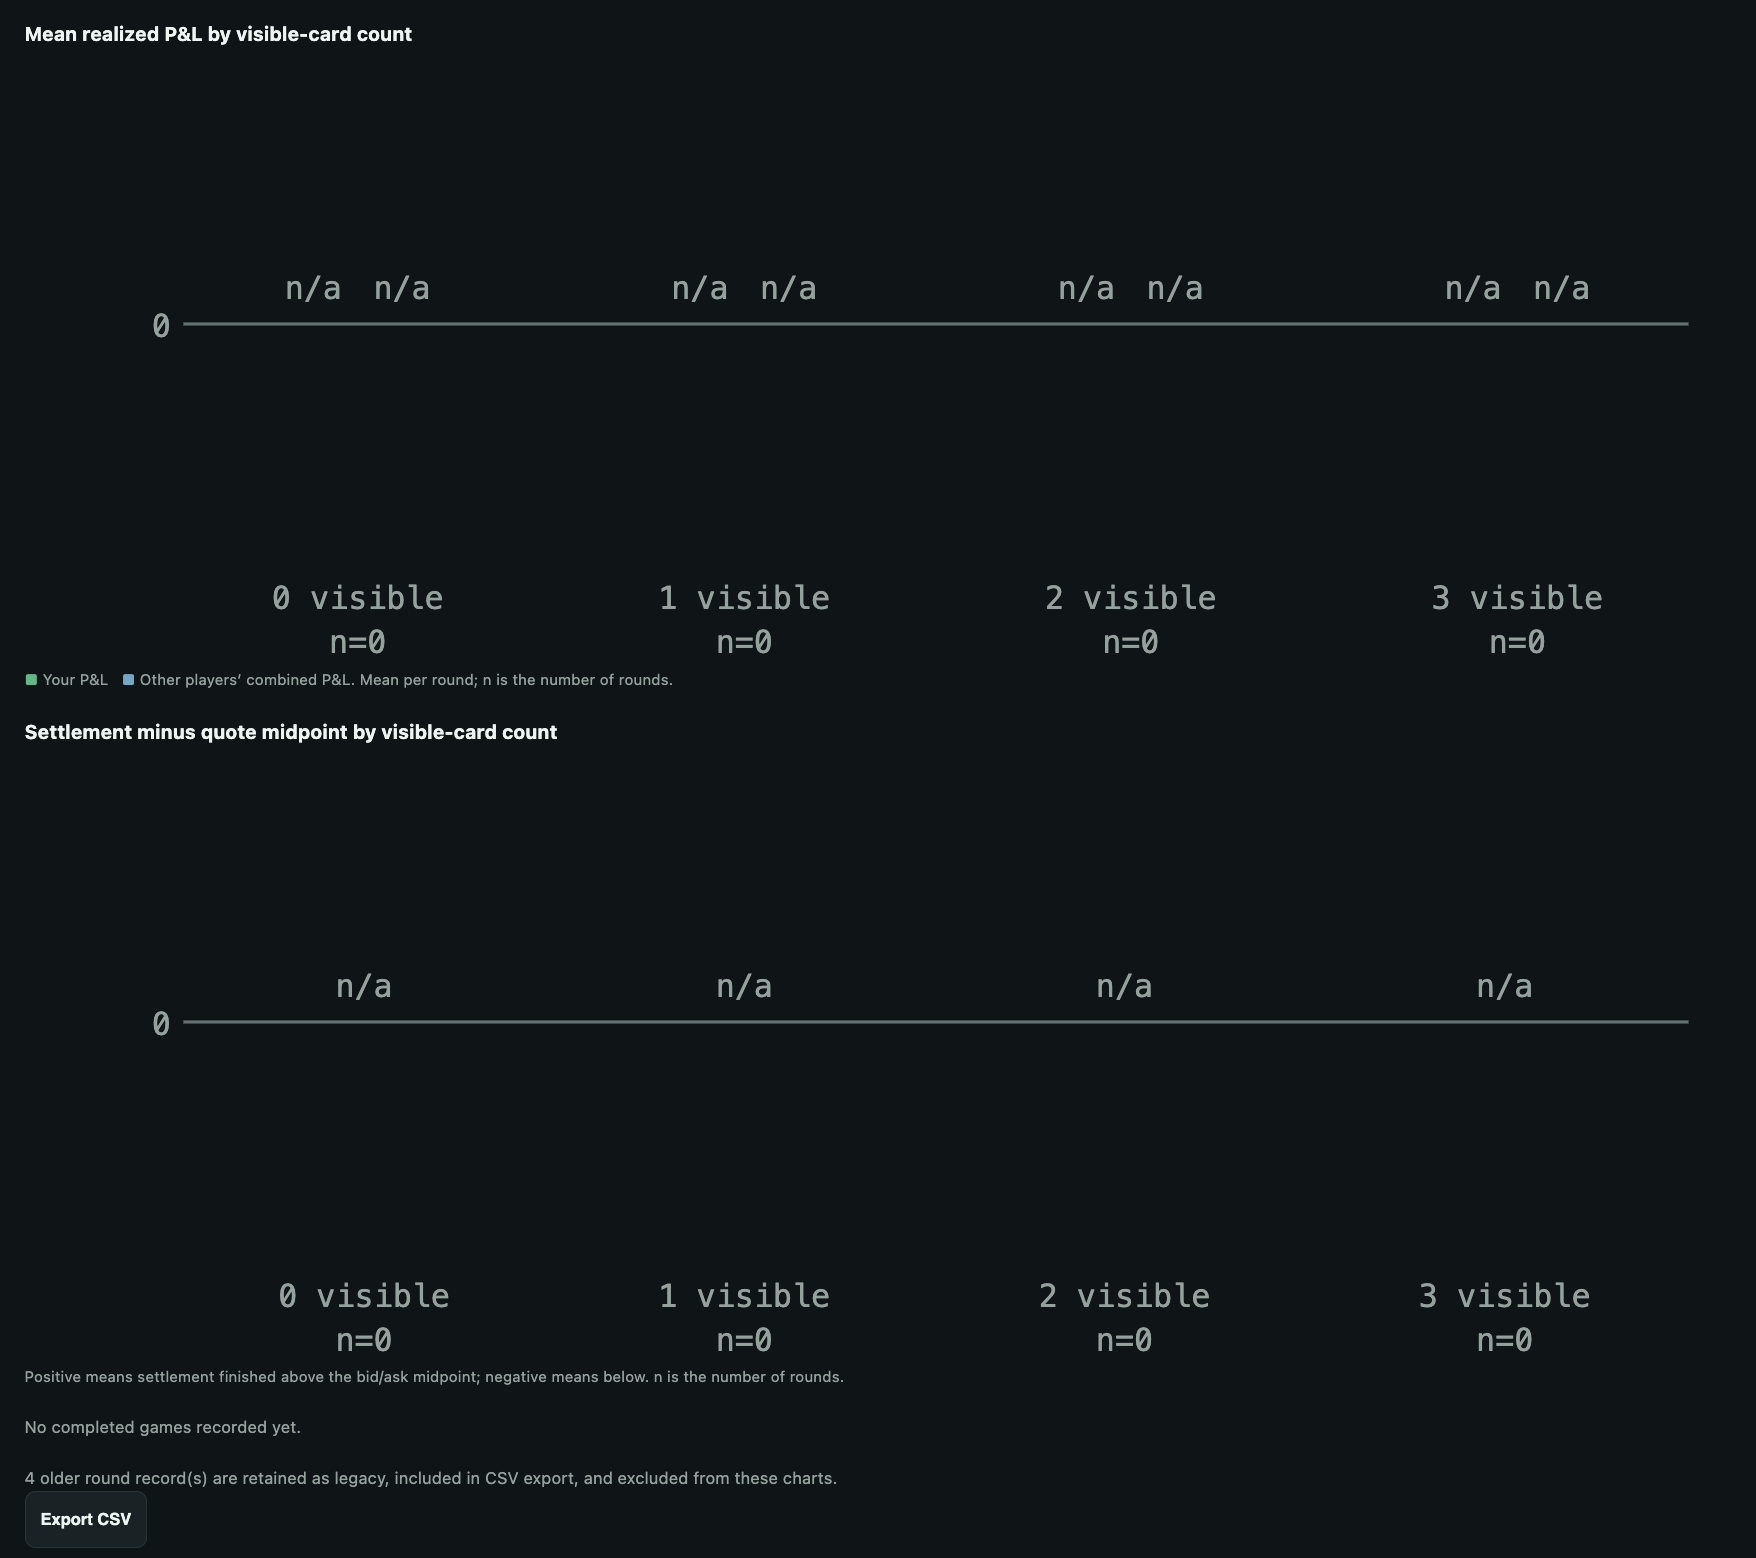 Mean realized P&L by visible-card count
n/a n/a n/a n/a n/a n/a n/a n/a
0
0 visible 1 visible 2 visible 3 visible
n=0 n=0 n=0 n=0
Your P&L Other players’ combined P&L. Mean per round; n is the number of rounds.
Settlement minus quote midpoint by visible-card count
n/a n/a n/a n/a
0
0 visible 1 visible 2 visible 3 visible
n=0 n=0 n=0 n=0
Positive means settlement finished above the bid/ask midpoint; negative means below. n is the number of rounds.
No completed games recorded yet.
4 older round record(s) are retained as legacy, included in CSV export, and excluded from these charts.
Export CSV